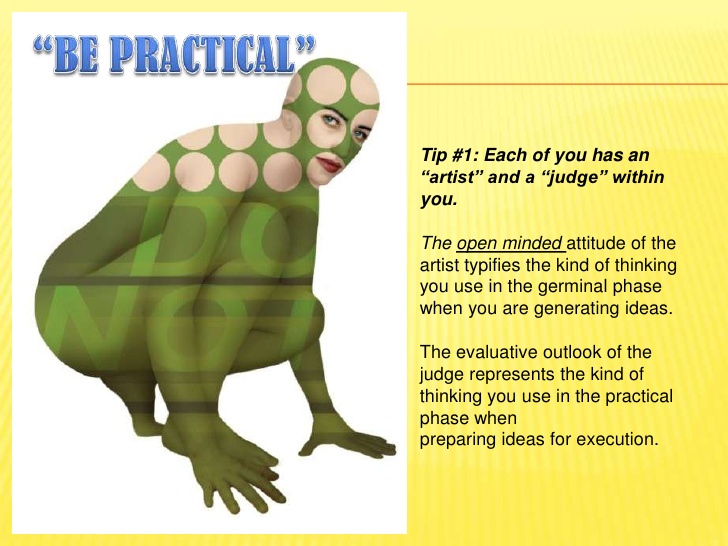 “BE PRACTICAL”
DO
NOT
Tip #1: Each of you has an
“artist” and a “judge” within
you.
The open minded attitude of the
artist typifies the kind of thinking
you use in the germinal phase
when you are generating ideas.
The evaluative outlook of the
judge represents the kind of
thinking you use in the practical
phase when
preparing ideas for execution.